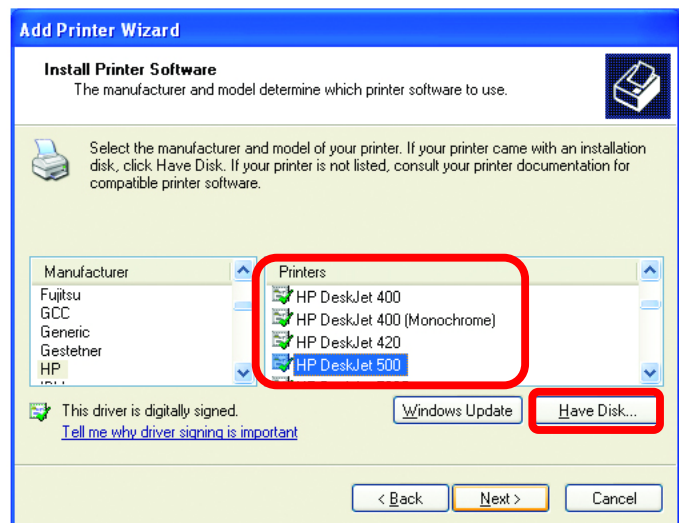 Add Printer Wizard
Install Printer Software
The manufacturer and model determine which printer software to use.
Select the manufacturer and model of your printer. If your printer came with an installation
disk, click Have Disk. If your printer is not listed, consult your printer documentation for
compatible printer software.
Manufacturer
Fujitsu
GCC
Generic
Gestetner
HP
Printers
HP DeskJet 400
HP DeskJet 400 (Monochrome)
HP DeskJet 420
HP DeskJet 500
This driver is digitally signed.
Tell me why driver signing is important
Windows Update
Have Disk...
< Back
Next >
Cancel